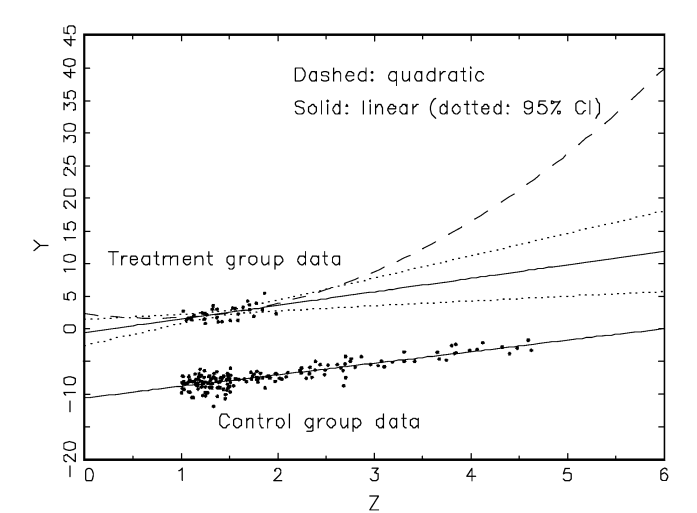 45
40
35
30
25
20
15
10
5
0
-10
-20
Y
Dashed: quadratic
Solid: linear (dotted: 95% CI)
Treatment group data
Control group data
0 1 2 3 4 5 6
Z